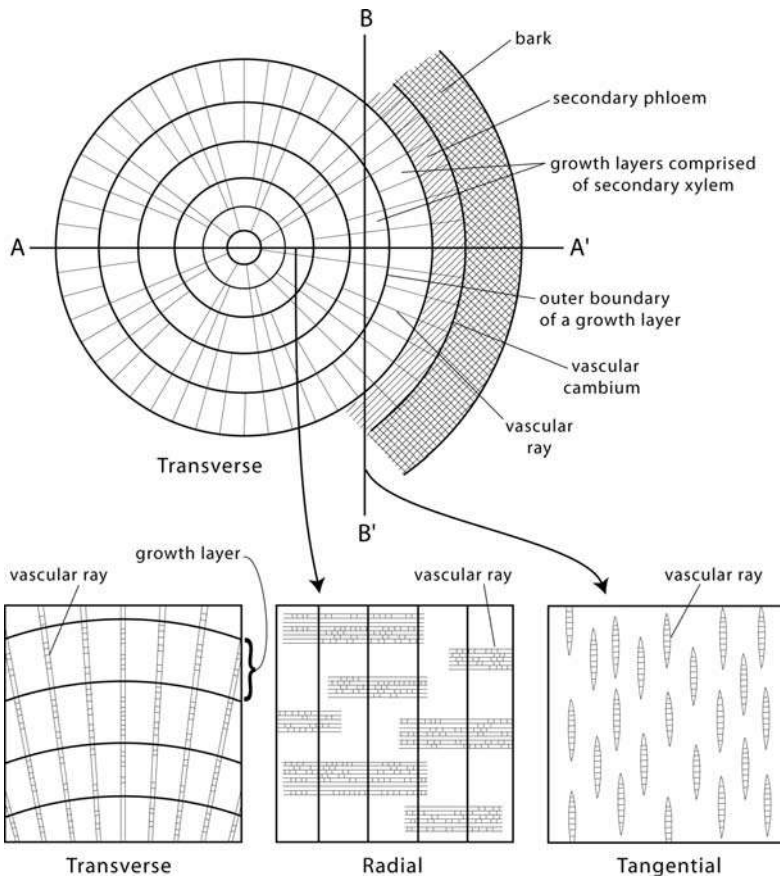 B
bark
secondary phloem
growth layers comprised
of secondary xylem
A
A'
outer boundary
of a growth layer
vascular
cambium
vascular
ray
Transverse
B'
growth layer
vascular ray
vascular ray
vascular ray
Transverse
Radial
Tangential